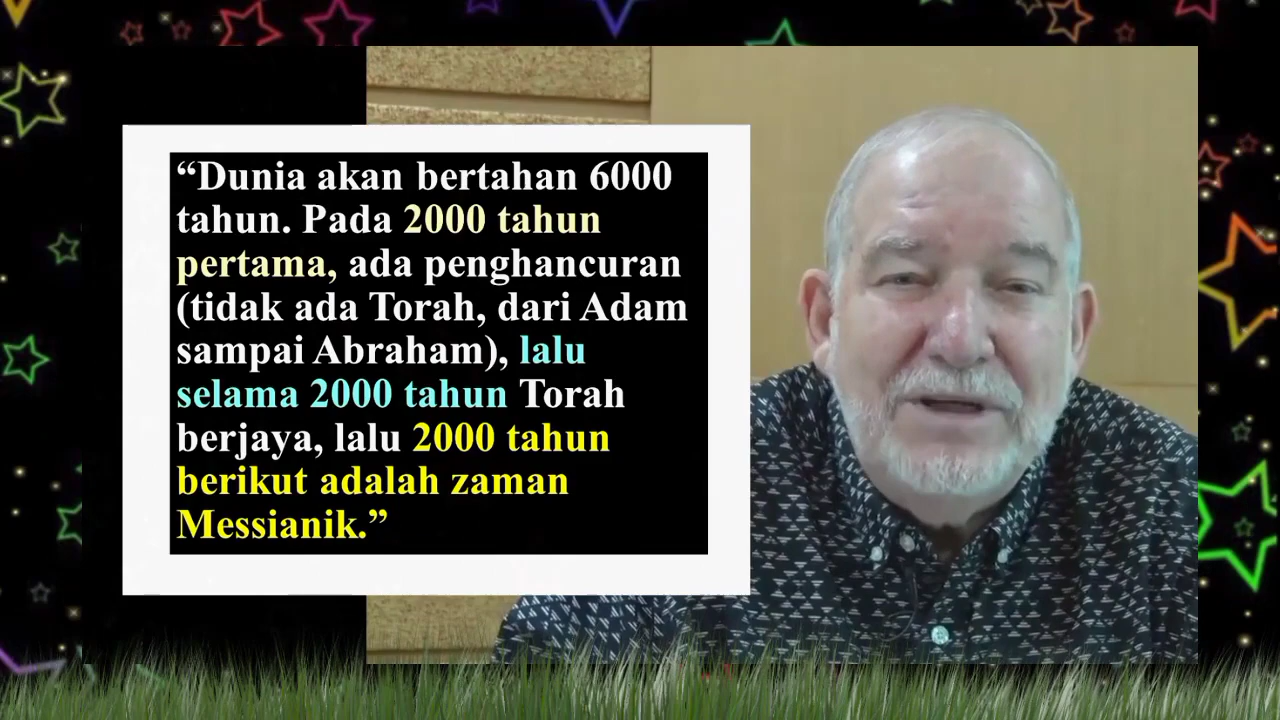 “Dunia akan bertahan 6000
tahun. Pada 2000 tahun
pertama, ada penghancuran
(tidak ada Torah, dari Adam
sampai Abraham), lalu
selama 2000 tahun Torah
berjaya, lalu 2000 tahun
berikut adalah zaman
Messianik.”